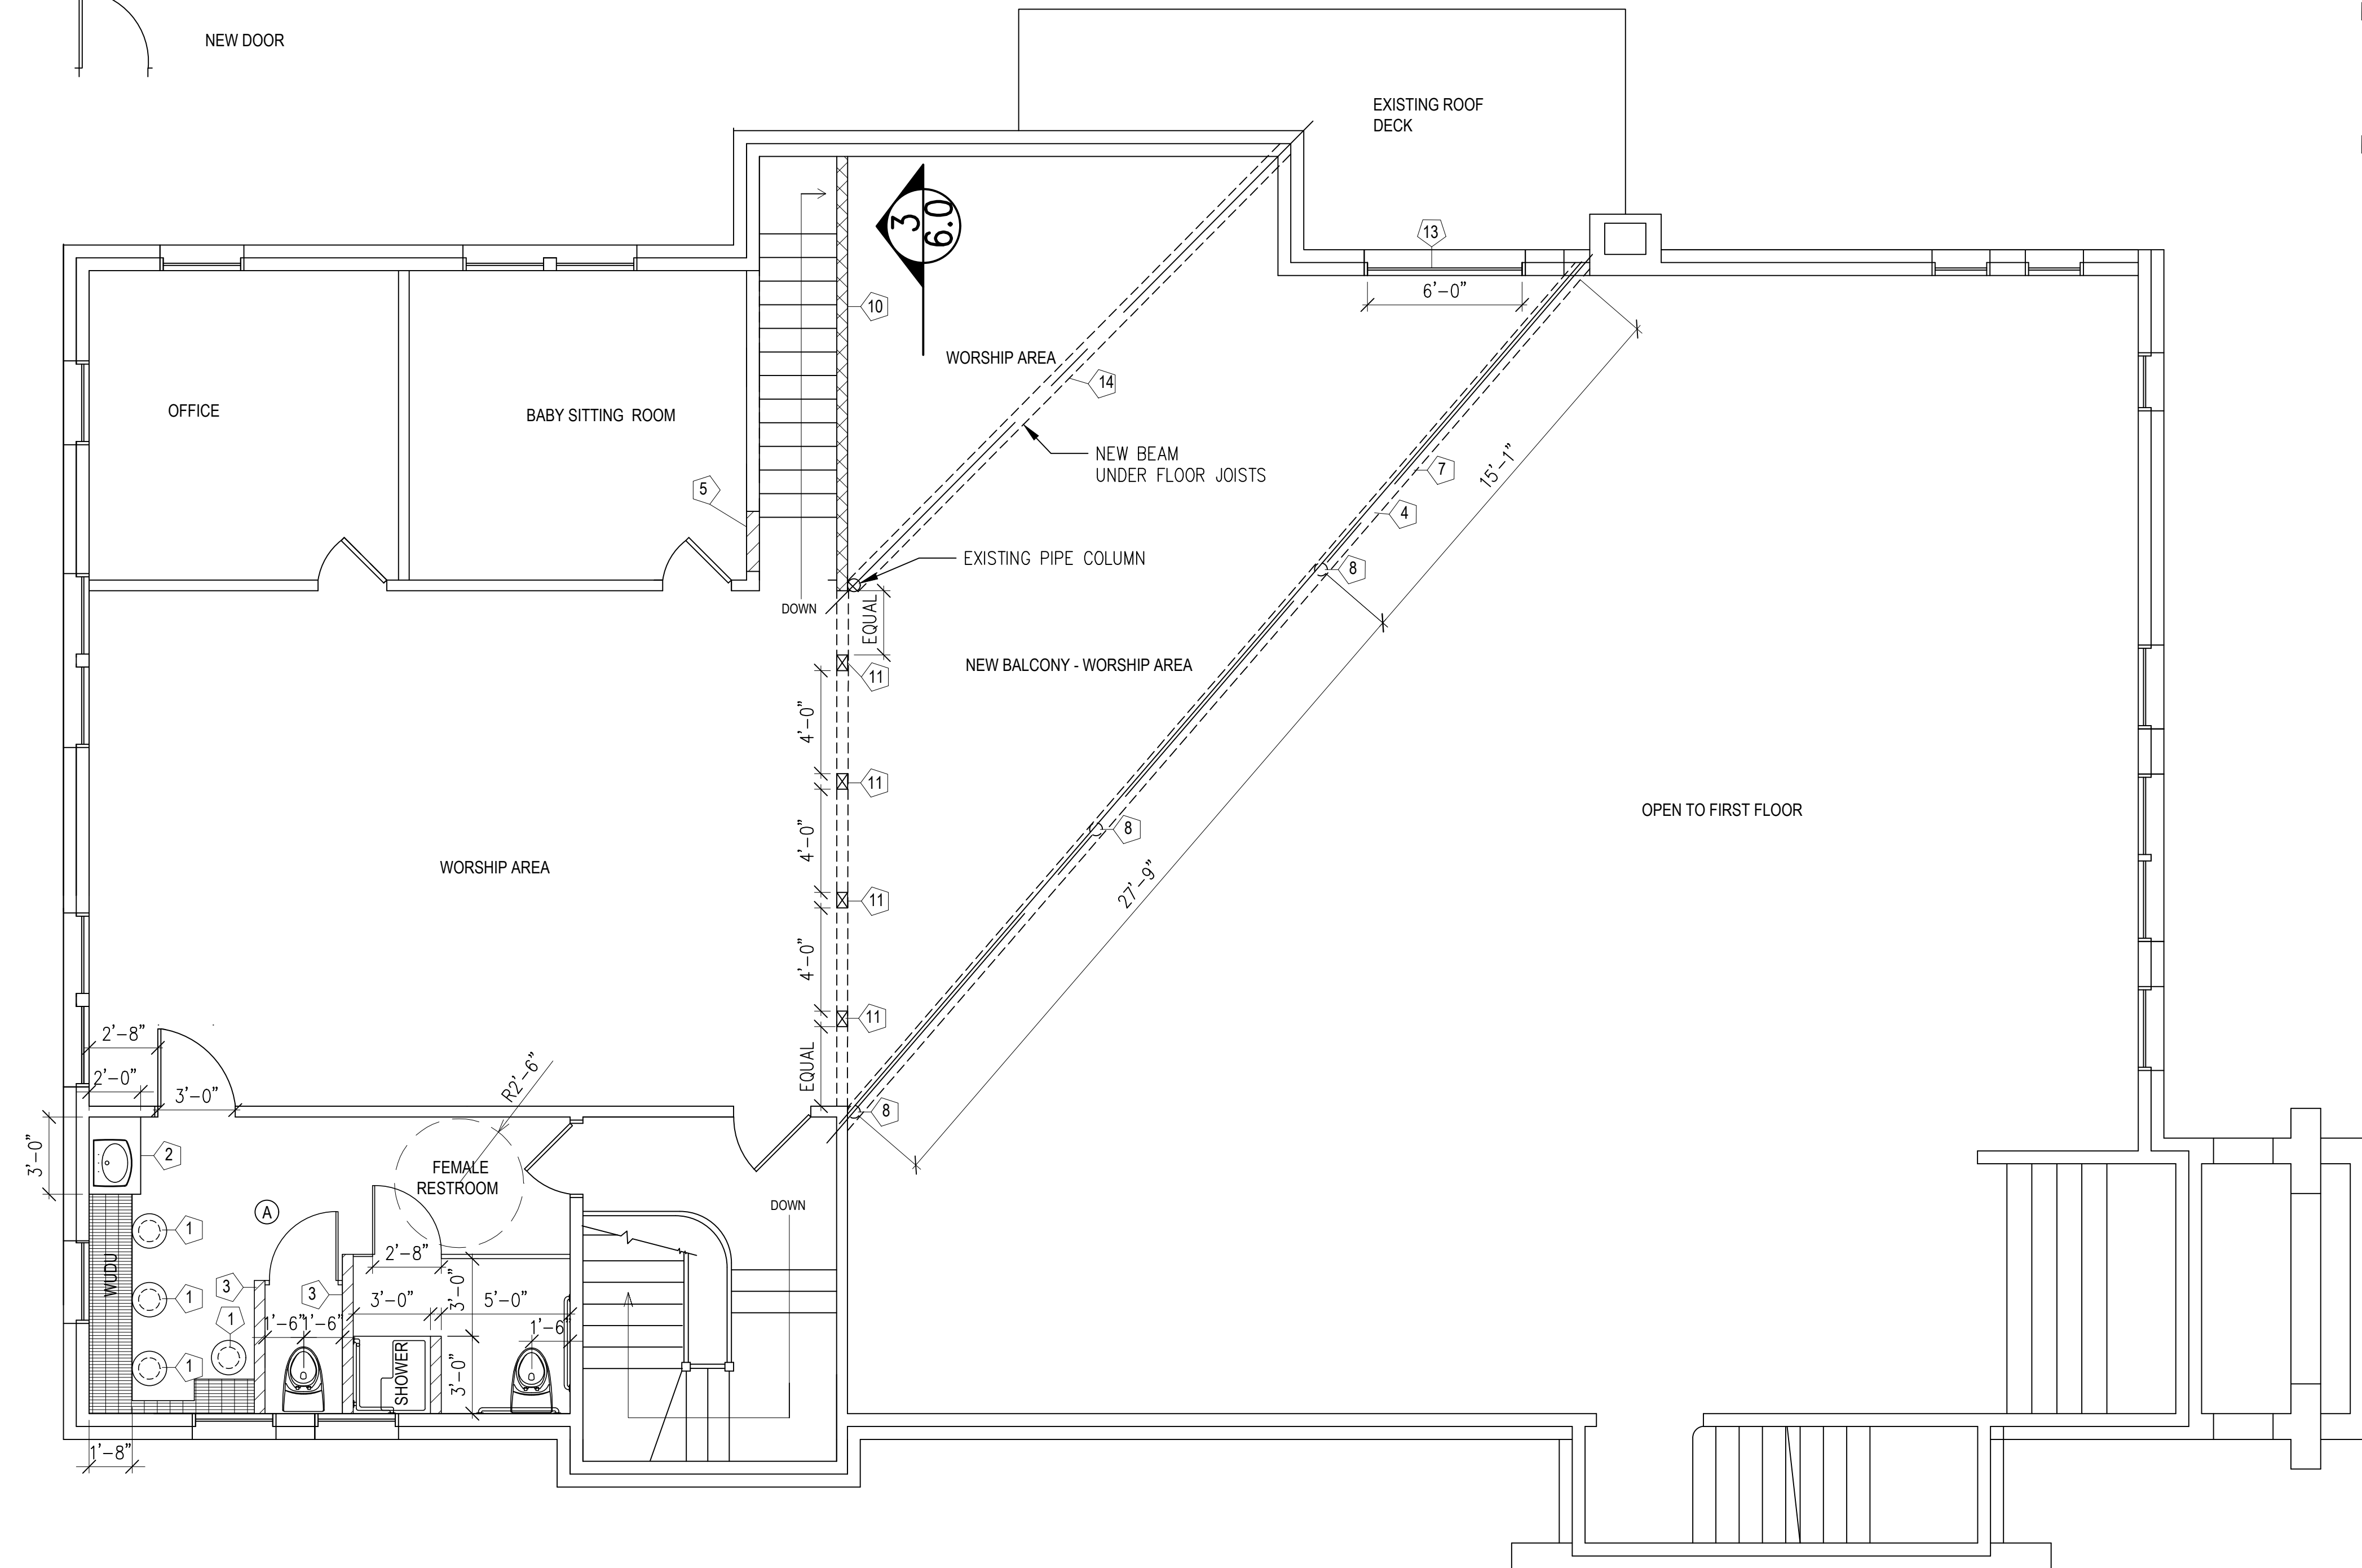 NEW DOOR
EXISTING ROOF
DECK
3
6.0
13
6'-0"
10
WORSHIP AREA
14
OFFICE
BABY SITTING ROOM
NEW BEAM
UNDER FLOOR JOISTS
15'-1"
7
5
4
EXISTING PIPE COLUMN
8
DOWN
EQUAL
NEW BALCONY - WORSHIP AREA
11
4'-0"
11
OPEN TO FIRST FLOOR
4'-0"
8
WORSHIP AREA
27'-9"
11
4'-0"
11
2'-8"
EQUAL
R2'-6"
2'-0"
3'-0"
8
3'-0"
2
FEMALE
RESTROOM
DOWN
A
1
2'-8"
WUDU
3
3
1
1
3'-0"
3'-0"
5'-0"
1'-6"
1'-6"
1'-6"
1
SHOWER
3'-0"
1'-8"